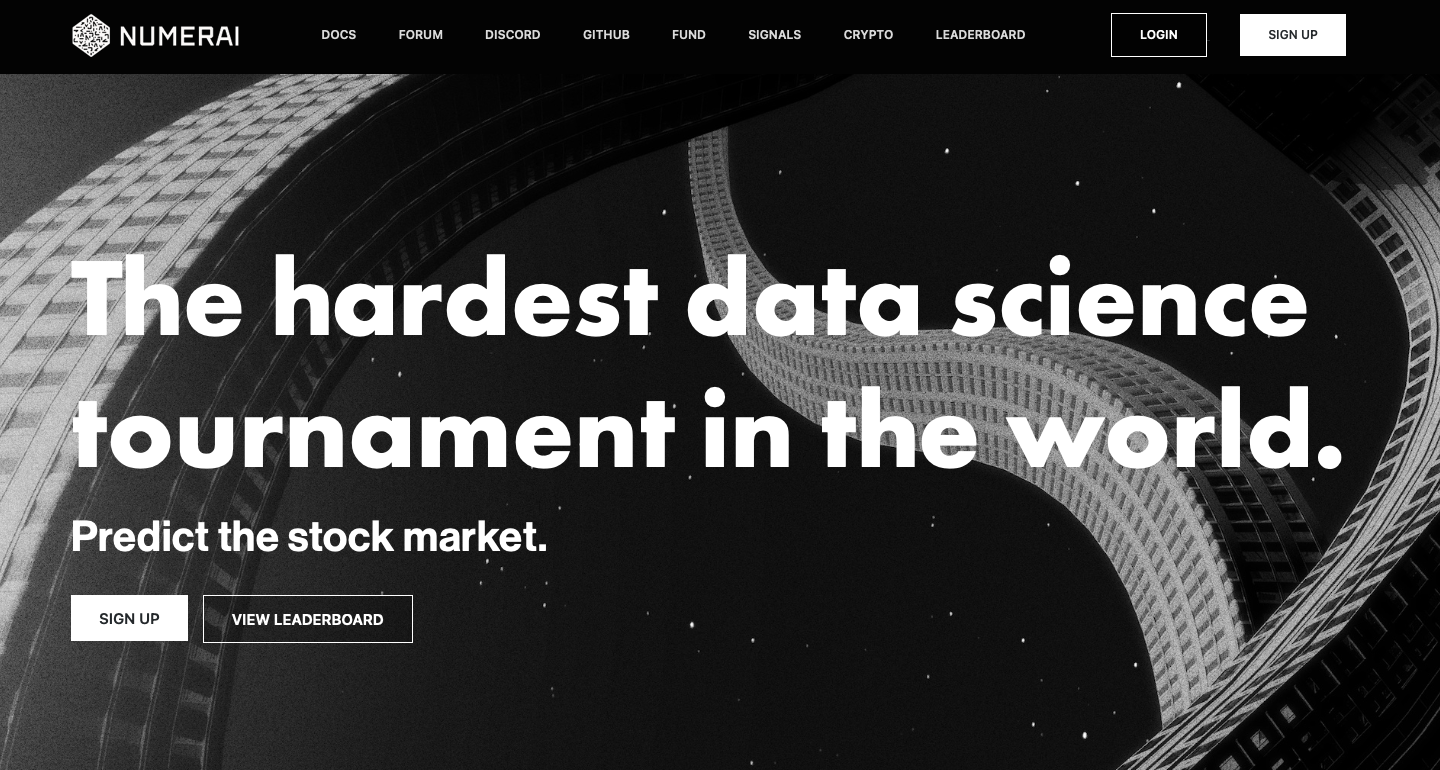 NUMERAI DOCS FORUM DISCORD GITHUB FUND SIGNALS CRYPTO LEADERBOARD LOGIN SIGN UP
The hardest data science
tournament in the world.
Predict the stock market.
SIGN UP VIEW LEADERBOARD